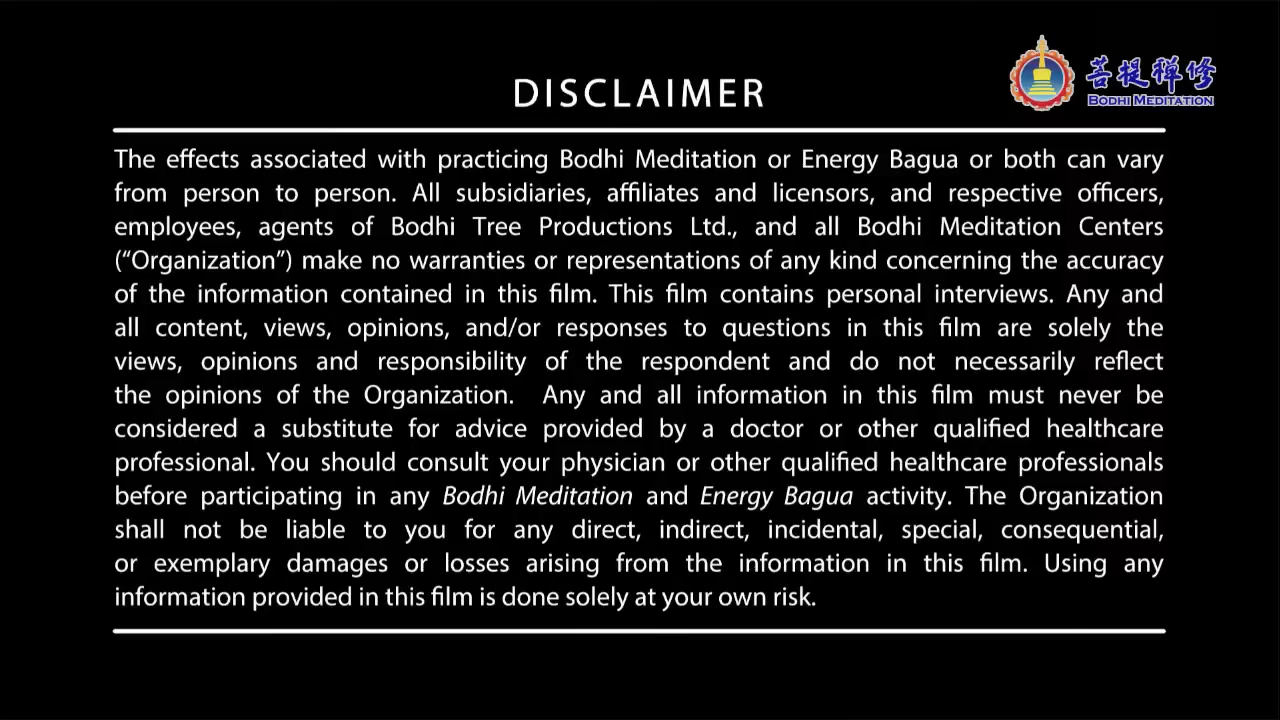 菩提禪修
BODHI MEDITATION
DISCLAIMER
The effects associated with practicing Bodhi Meditation or Energy Bagua or both can vary
from person to person. All subsidiaries, affiliates and licensors, and respective officers,
employees, agents of Bodhi Tree Productions Ltd., and all Bodhi Meditation Centers
(“Organization”) make no warranties or representations of any kind concerning the accuracy
of the information contained in this film. This film contains personal interviews. Any and
all content, views, opinions, and/or responses to questions in this film are solely the
views, opinions and responsibility of the respondent and do not necessarily reflect
the opinions of the Organization. Any and all information in this film must never be
considered a substitute for advice provided by a doctor or other qualified healthcare
professional. You should consult your physician or other qualified healthcare professionals
before participating in any Bodhi Meditation and Energy Bagua activity. The Organization
shall not be liable to you for any direct, indirect, incidental, special, consequential,
or exemplary damages or losses arising from the information in this film. Using any
information provided in this film is done solely at your own risk.